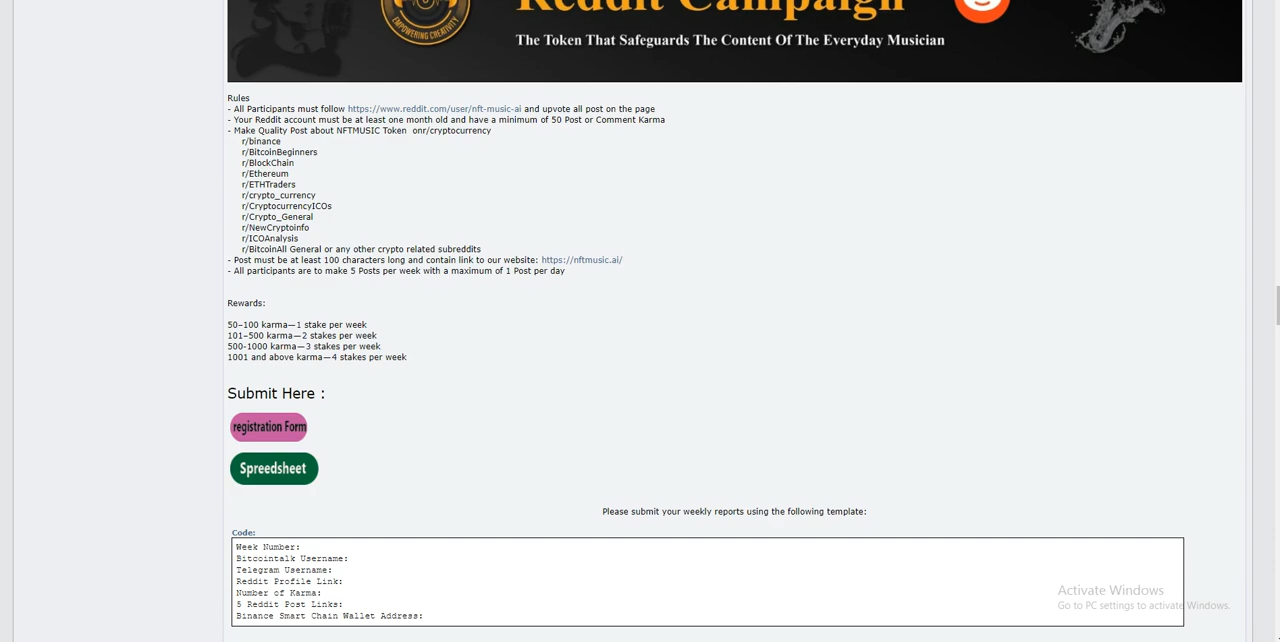 Reddit Campaign
EMPOWERING CREATIVITY
The Token That Safeguards The Content Of The Everyday Musician
Rules
- All Participants must follow https://www.reddit.com/user/nft-music-ai and upvote all post on the page
- Your Reddit account must be at least one month old and have a minimum of 50 Post or Comment Karma
- Make Quality Post about NFTMUSIC Token  onr/cryptocurrency
r/binance
r/BitcoinBeginners
r/BlockChain
r/Ethereum
r/ETHTraders
r/crypto_currency
r/CryptocurrencyICOs
r/Crypto_General
r/NewCryptoinfo
r/ICOAnalysis
r/BitcoinAll General or any other crypto related subreddits
- Post must be at least 100 characters long and contain link to our website: https://nftmusic.ai/
- All participants are to make 5 Posts per week with a maximum of 1 Post per day
Rewards:
50–100 karma—1 stake per week
101–500 karma—2 stakes per week
500-1000 karma—3 stakes per week
1001 and above karma—4 stakes per week
Submit Here :
registration Form
Spreedsheet
Please submit your weekly reports using the following template:
Code:
Week Number:
Bitcointalk Username:
Telegram Username:
Reddit Profile Link:
Number of Karma:
5 Reddit Post Links:
Binance Smart Chain Wallet Address:
Activate Windows
Go to PC settings to activate Windows.